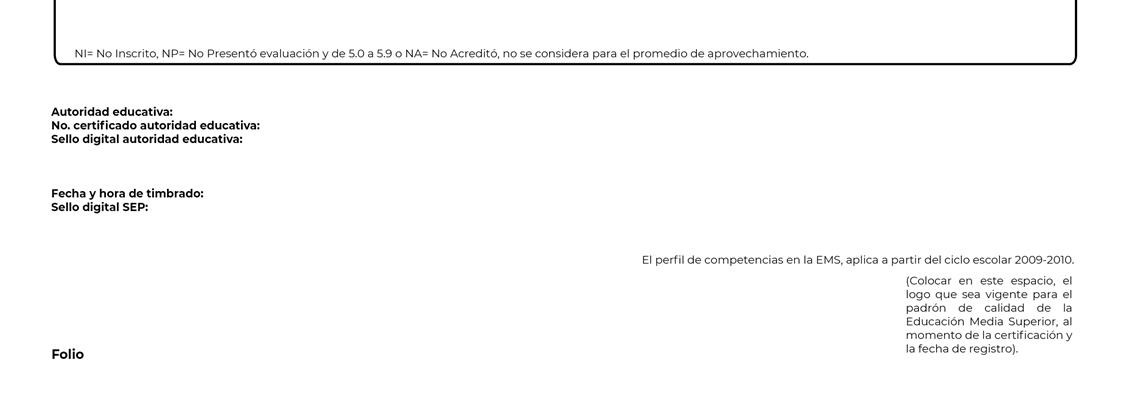 NI= No Inscrito, NP= No Presentó evaluación y de 5.0 a 5.9 o NA= No Acreditó, no se considera para el promedio de aprovechamiento.
Autoridad educativa:
No. certificado autoridad educativa:
Sello digital autoridad educativa:
Fecha y hora de timbrado:
Sello digital SEP:
El perfil de competencias en la EMS, aplica a partir del ciclo escolar 2009-2010.
(Colocar en este espacio, el
logo que sea vigente para el
padrón de calidad de la
Educación Media Superior, al
momento de la certificación y
la fecha de registro).
Folio